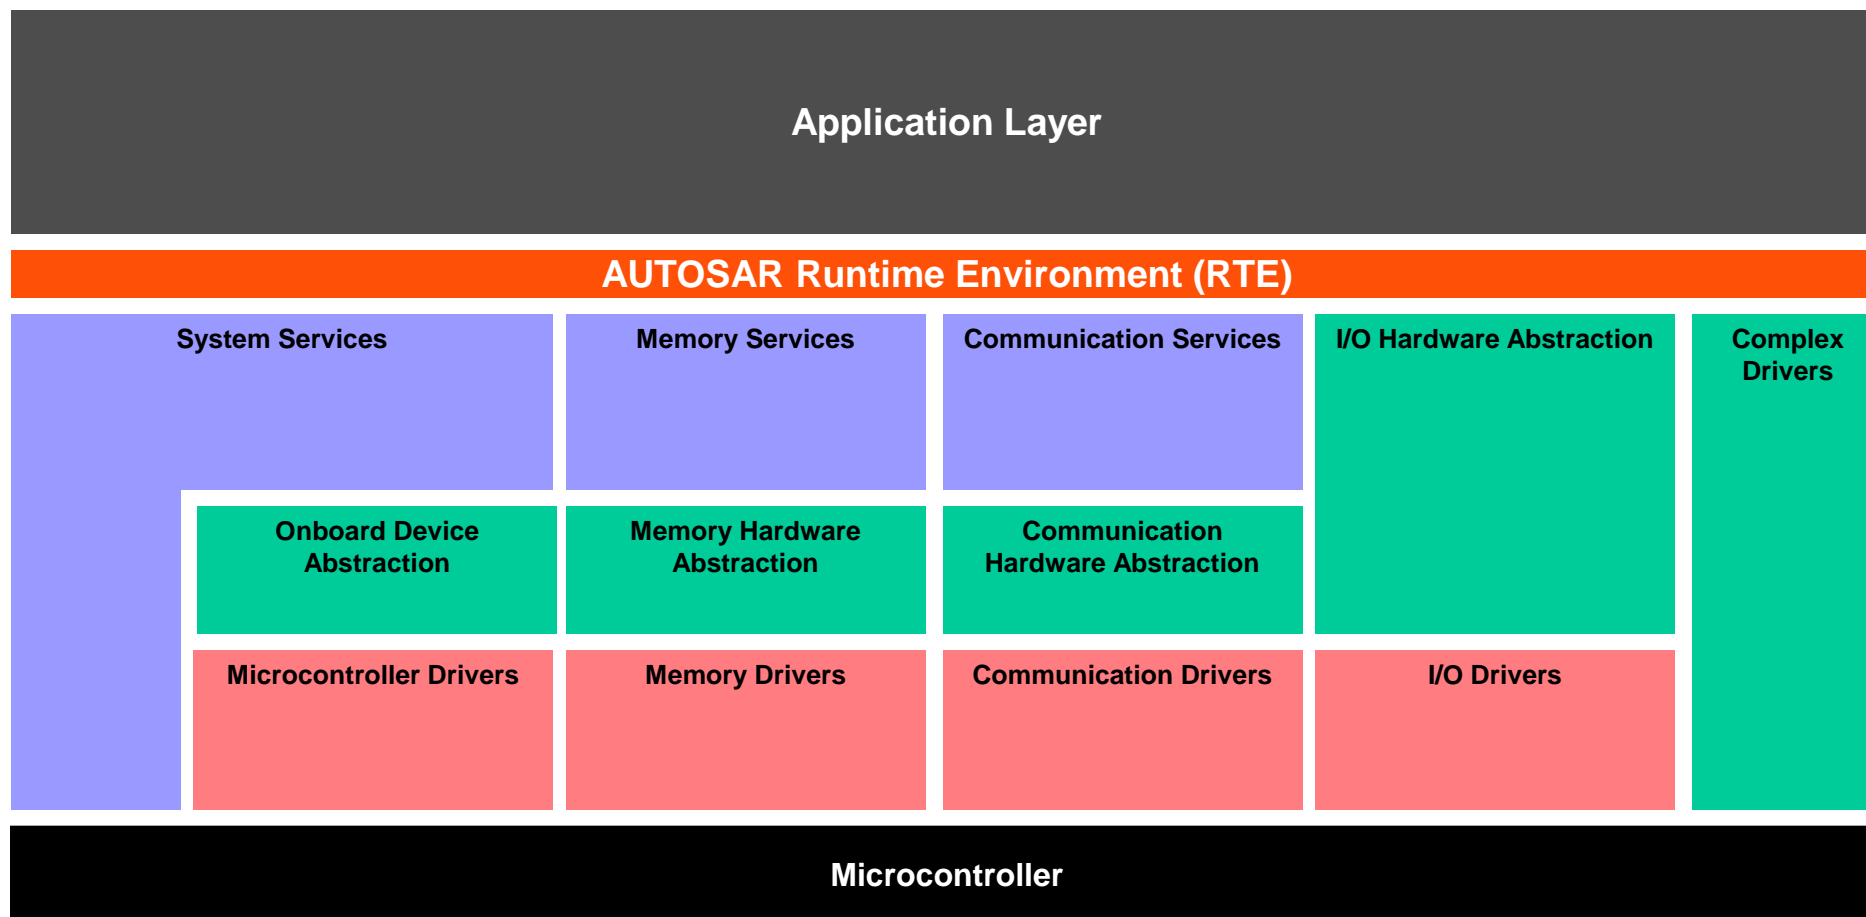 Application Layer
AUTOSAR Runtime Environment (RTE)
System Services
Memory Services
Communication Services
I/O Hardware Abstraction
Complex
Drivers
Onboard Device
Abstraction
Memory Hardware
Abstraction
Communication
Hardware Abstraction
Microcontroller Drivers
Memory Drivers
Communication Drivers
I/O Drivers
Microcontroller